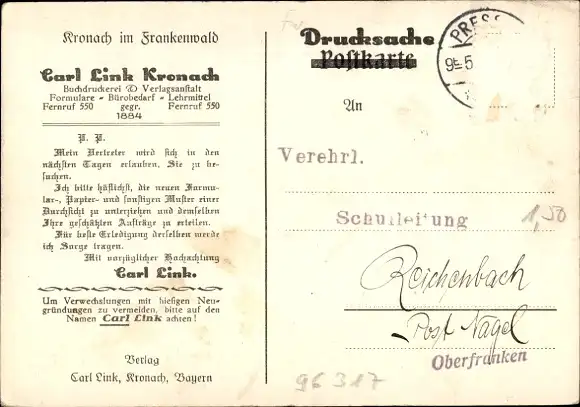 Kronach im Frankenwald
Carl Link Kronach
Buchdruckerei Verlagsanstalt
Formulare - Bürobedarf - Lehrmittel
Fernruf 550 gegr. Fernruf 550
1884
P. P.
Mein Vertreter wird sich in den
nächsten Tagen erlauben, Sie zu be-
suchen.
Ich bitte höflichst, die neuen Formu-
lar-, Papier- und sonstigen Muster einer
Durchsicht zu unterziehen und demselben
Ihre geschätzten Aufträge zu erteilen.
Für beste Erledigung derselben werde
ich Sorge tragen.
Mit vorzüglicher Hochachtung
Carl Link.
Um Verwechslungen mit hiesigen Neu-
gründungen zu vermeiden, bitte auf den
Namen Carl Link achten!
Verlag
Carl Link, Kronach, Bayern
Drucksache
Postkarte
An
Verehrl.
Schulleitung
1,50
Reichenbach
Post Nagel
Oberfranken
96317